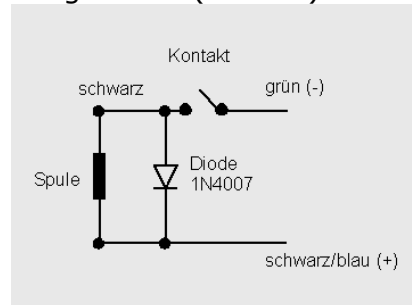 Kontakt
schwarz
grün (-)
Spule
Diode
1N4007
schwarz/blau (+)